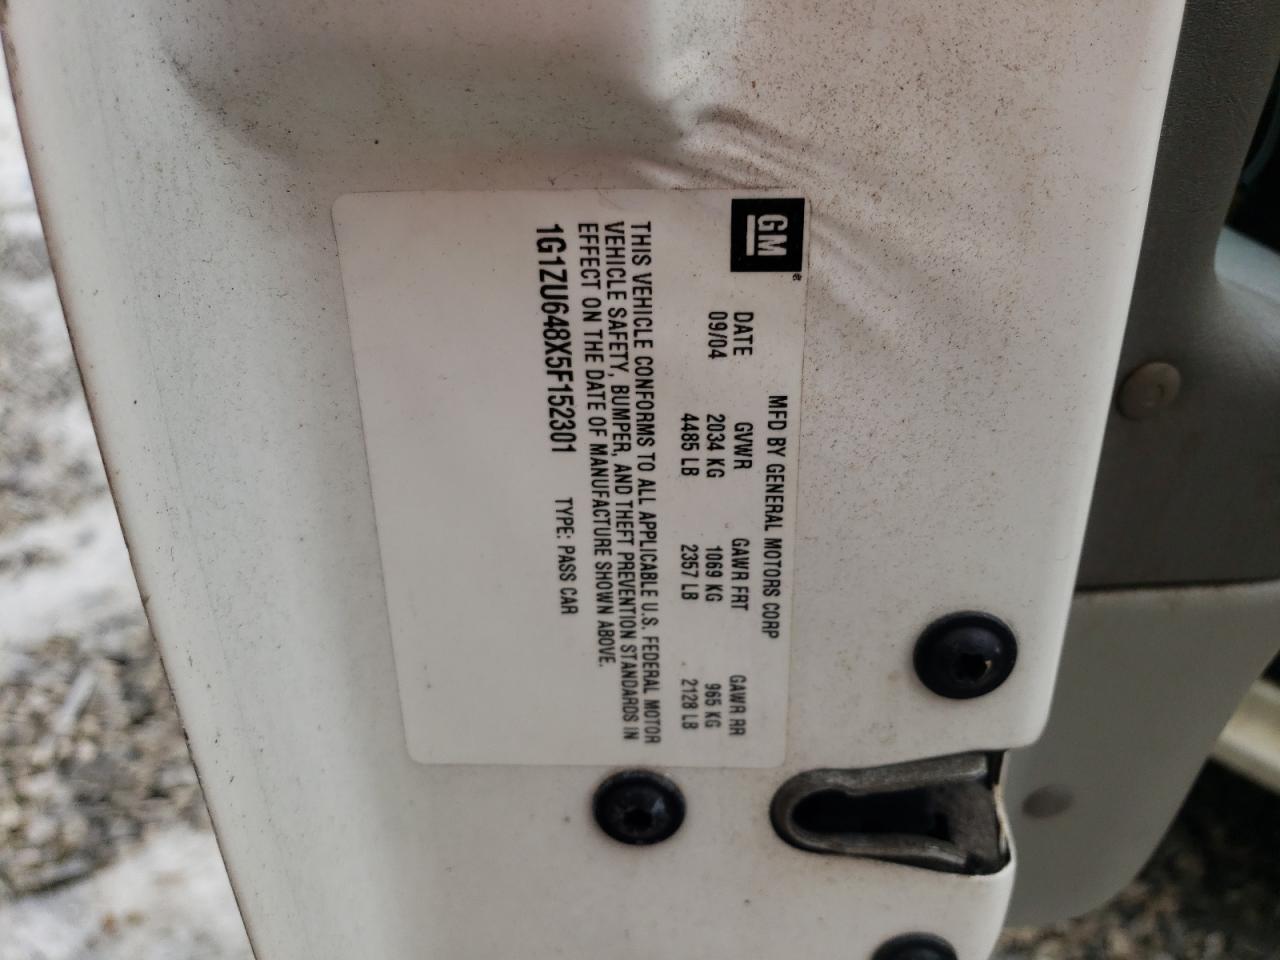 GM
MFD BY GENERAL MOTORS CORP
DATE GVWR GAWR FRT GAWR RR
09/04 2034 KG 1069 KG 965 KG
4485 LB 2357 LB 2128 LB
THIS VEHICLE CONFORMS TO ALL APPLICABLE U.S. FEDERAL MOTOR
VEHICLE SAFETY, BUMPER, AND THEFT PREVENTION STANDARDS IN
EFFECT ON THE DATE OF MANUFACTURE SHOWN ABOVE.
1G1ZU648X5F152301 TYPE: PASS CAR